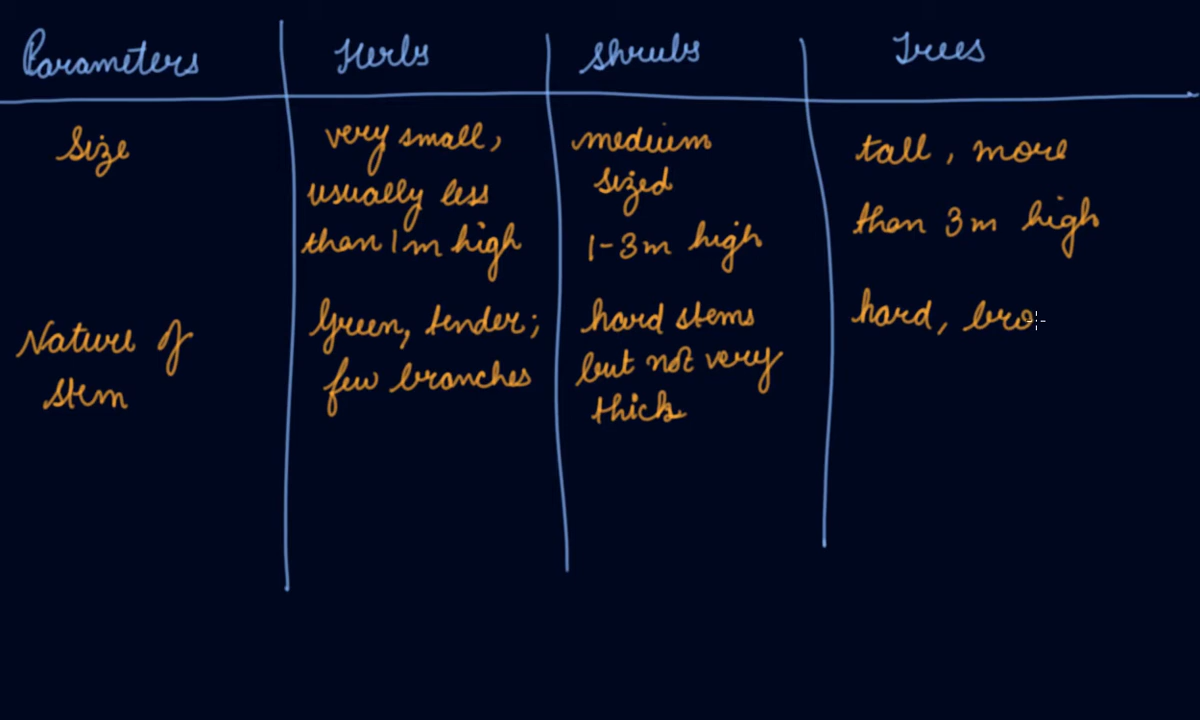 Parameters Herbs Shrubs Trees
Size
very small,
usually less
than 1m high
medium
sized
1-3m high
tall, more
than 3m high
Nature of
stem
Green, tender;
few branches
hard stems
but not very
thick
hard, bro